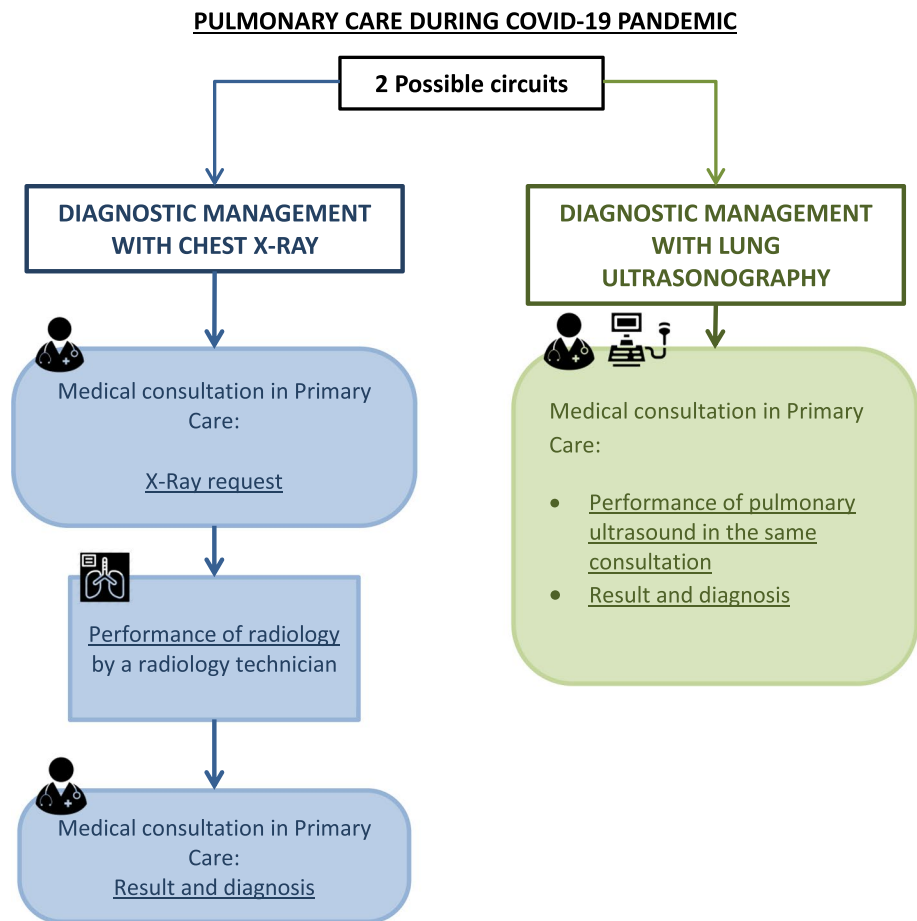 PULMONARY CARE DURING COVID-19 PANDEMIC
2 Possible circuits
DIAGNOSTIC MANAGEMENT
WITH CHEST X-RAY
Medical consultation in Primary
Care:
X-Ray request
Performance of radiology
by a radiology technician
Medical consultation in Primary
Care:
Result and diagnosis
DIAGNOSTIC MANAGEMENT
WITH LUNG
ULTRASONOGRAPHY
Medical consultation in Primary
Care:
• Performance of pulmonary
ultrasound in the same
consultation
• Result and diagnosis